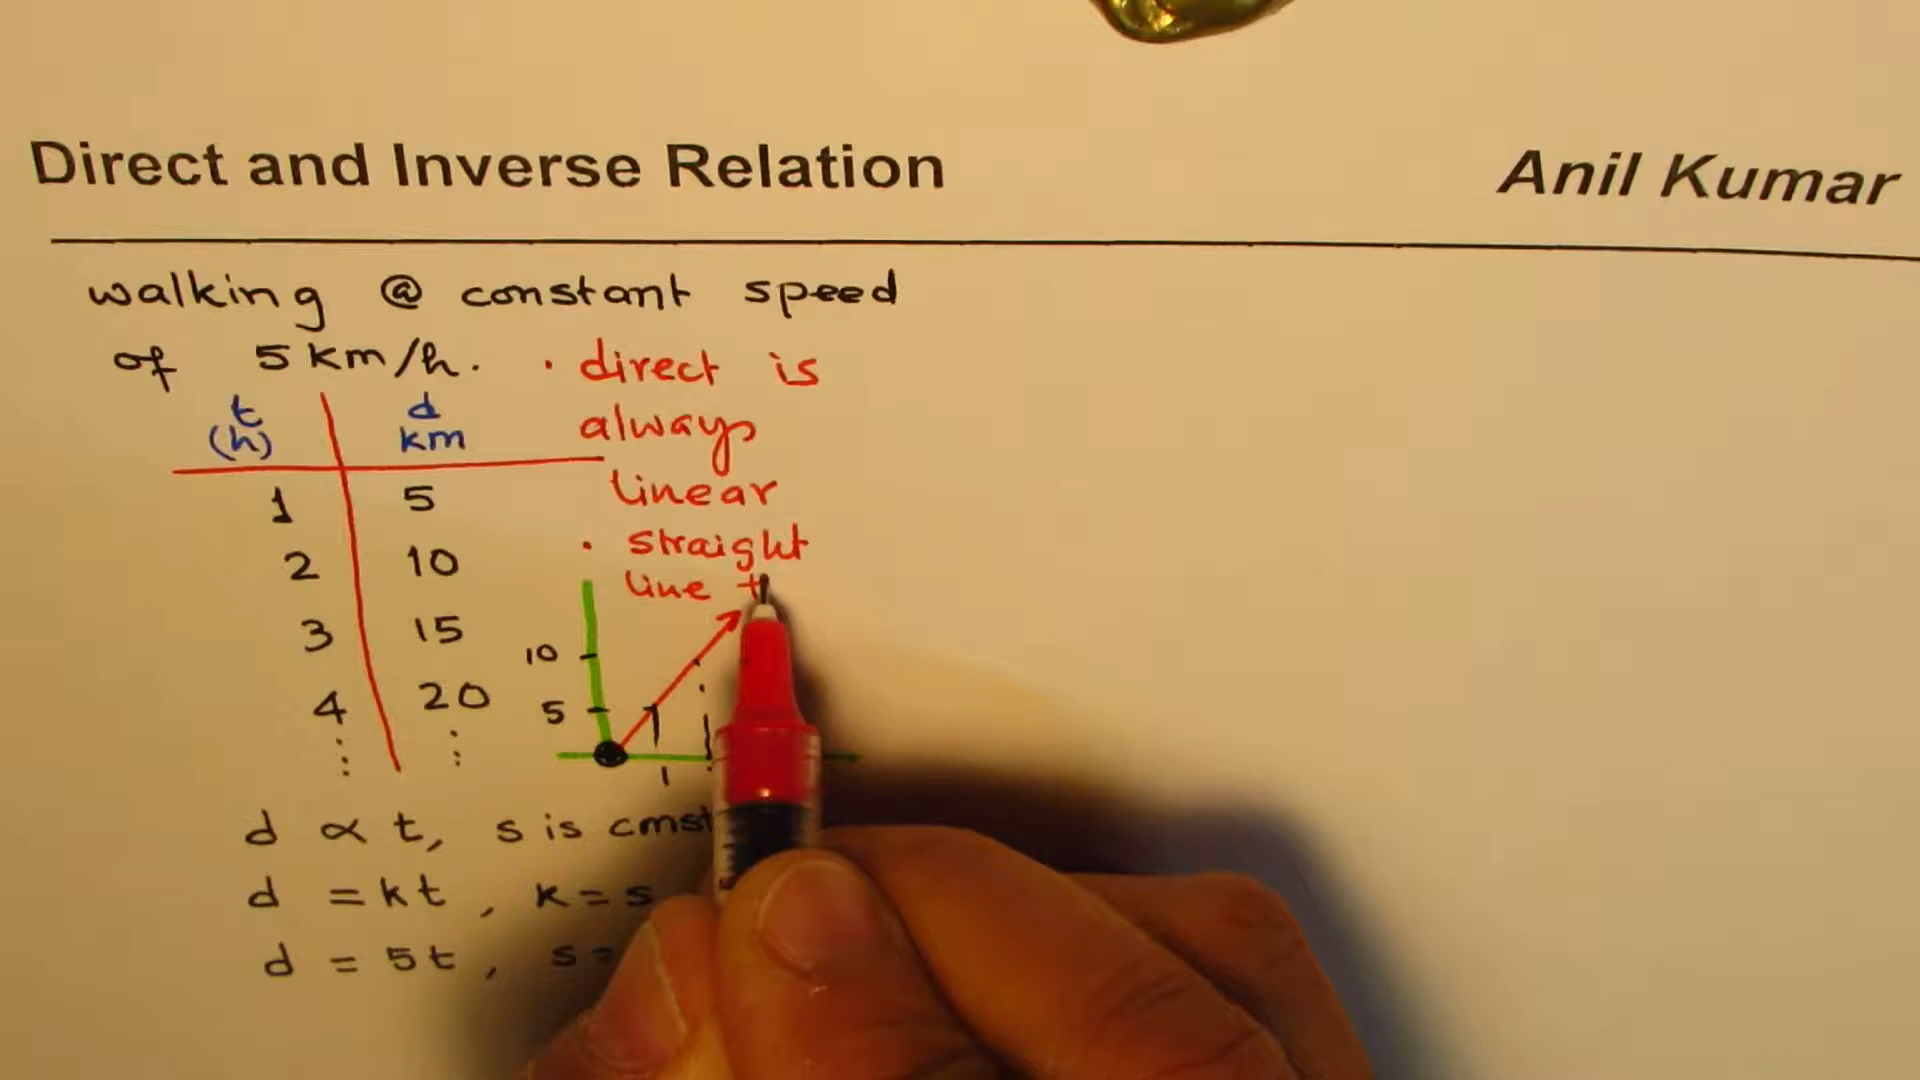 Direct and Inverse Relation
Anil Kumar
walking @ constant speed
of 5 km/h.
• direct is
always
linear
• straight
line
t d
(h) km
1 5
2 10
3 15
4 20
10
5
1
d ∝ t, s is const
d = kt, k = s
d = 5t, s =